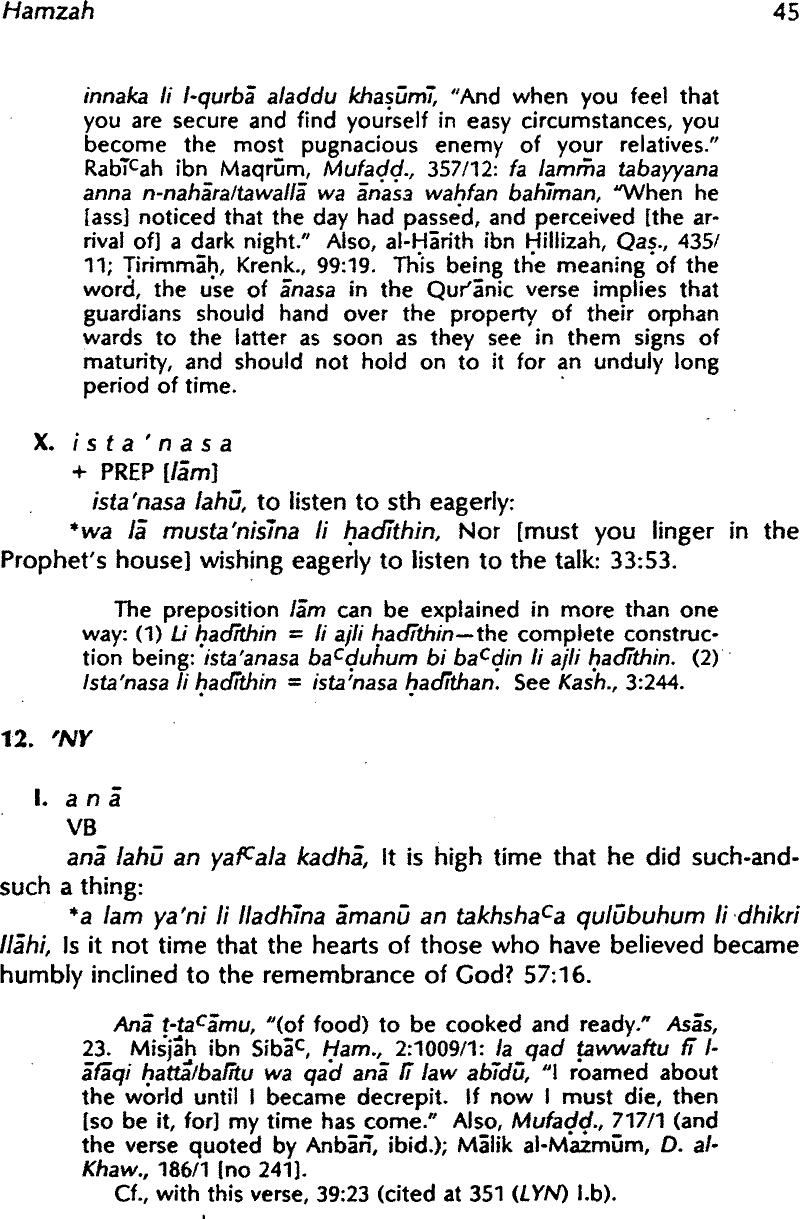 Hamzah 45
innaka li l-qurbā aladdu khaṣūmī, "And when you feel that
you are secure and find yourself in easy circumstances, you
become the most pugnacious enemy of your relatives."
Rabīᶜah ibn Maqrūm, Mufaḍḍ., 357/12: fa lamma tabayyana
anna n-nahāra/tawallā wa ānasa waḥfan bahīman, "When he
[ass] noticed that the day had passed, and perceived [the ar-
rival of] a dark night." Also, al-Ḥārith ibn Ḥillizah, Qaṣ., 435/
11; Ṭirimmāḥ, Krenk., 99:19. This being the meaning of the
word, the use of ānasa in the Qur'ānic verse implies that
guardians should hand over the property of their orphan
wards to the latter as soon as they see in them signs of
maturity, and should not hold on to it for an unduly long
period of time.
X. i s t a ' n a s a
+ PREP [lām]
ista'nasa lahū, to listen to sth eagerly:
*wa lā musta'nisīna li ḥadīthin, Nor [must you linger in the
Prophet's house] wishing eagerly to listen to the talk: 33:53.
The preposition lām can be explained in more than one
way: (1) Li ḥadīthin = li ajli hadīthin—the complete construc-
tion being: ista'anasa baᶜḍuhum bi baᶜḍin li ajli ḥadīthin. (2)
Ista'nasa li ḥadīthin = ista'nasa ḥadīthan. See Kash., 3:244.
12. 'NY
I. a n ā
VB
anā lahū an yafᶜala kadhā, It is high time that he did such-and-
such a thing:
*a lam ya'ni li lladhīna āmanū an takhshaᶜa qulūbuhum li dhikri
llāhi, Is it not time that the hearts of those who have believed became
humbly inclined to the remembrance of God? 57:16.
Anā ṭ-ṭaᶜāmu, "(of food) to be cooked and ready." Asās,
23. Misjāḥ ibn Sibāᶜ, Ḥam., 2:1009/1: la qad ṭawwaftu fī l-
āfāqi ḥattā/balītu wa qad anā lī law abīdū, "I roamed about
the world until I became decrepit. If now I must die, then
[so be it, for] my time has come." Also, Mufaḍḍ., 717/1 (and
the verse quoted by Anbārī, ibid.); Mālik al-Mazmūm, D. al-
Khaw., 186/1 [no 241].
Cf., with this verse, 39:23 (cited at 351 (LYN) I.b).